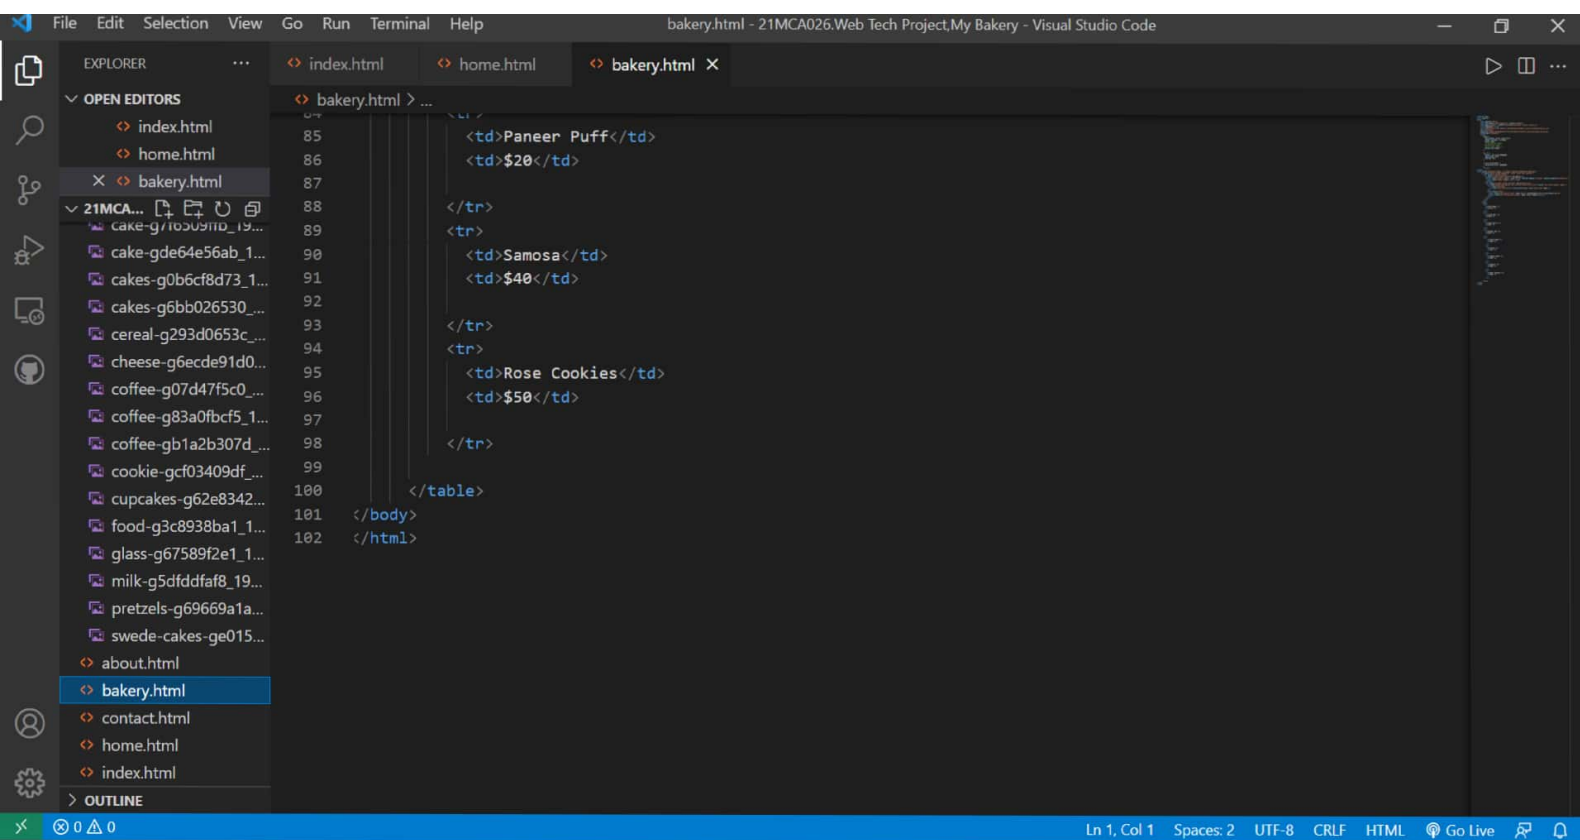 File Edit Selection View Go Run Terminal Help
bakery.html - 21MCA026.Web Tech Project,My Bakery - Visual Studio Code
EXPLORER ...
index.html
home.html
bakery.html
OPEN EDITORS
index.html
home.html
bakery.html
21MCA...
cake-gde64e56ab_1...
cakes-g0b6cf8d73_1...
cakes-g6bb026530_...
cereal-g293d0653c_...
cheese-g6ecde91d0...
coffee-g07d47f5c0_...
coffee-g83a0fbcf5_1...
coffee-gb1a2b307d_...
cookie-gcf03409df_...
cupcakes-g62e8342...
food-g3c8938ba1_1...
glass-g67589f2e1_1...
milk-g5dfddfaf8_19...
pretzels-g69669a1a...
swede-cakes-ge015...
about.html
bakery.html
contact.html
home.html
index.html
OUTLINE
bakery.html > ...
85 <td>Paneer Puff</td>
86 <td>$20</td>
87
88 </tr>
89 <tr>
90 <td>Samosa</td>
91 <td>$40</td>
92
93 </tr>
94 <tr>
95 <td>Rose Cookies</td>
96 <td>$50</td>
97
98 </tr>
99
100 </table>
101 </body>
102 </html>
0 0
Ln 1, Col 1 Spaces: 2 UTF-8 CRLF HTML Go Live